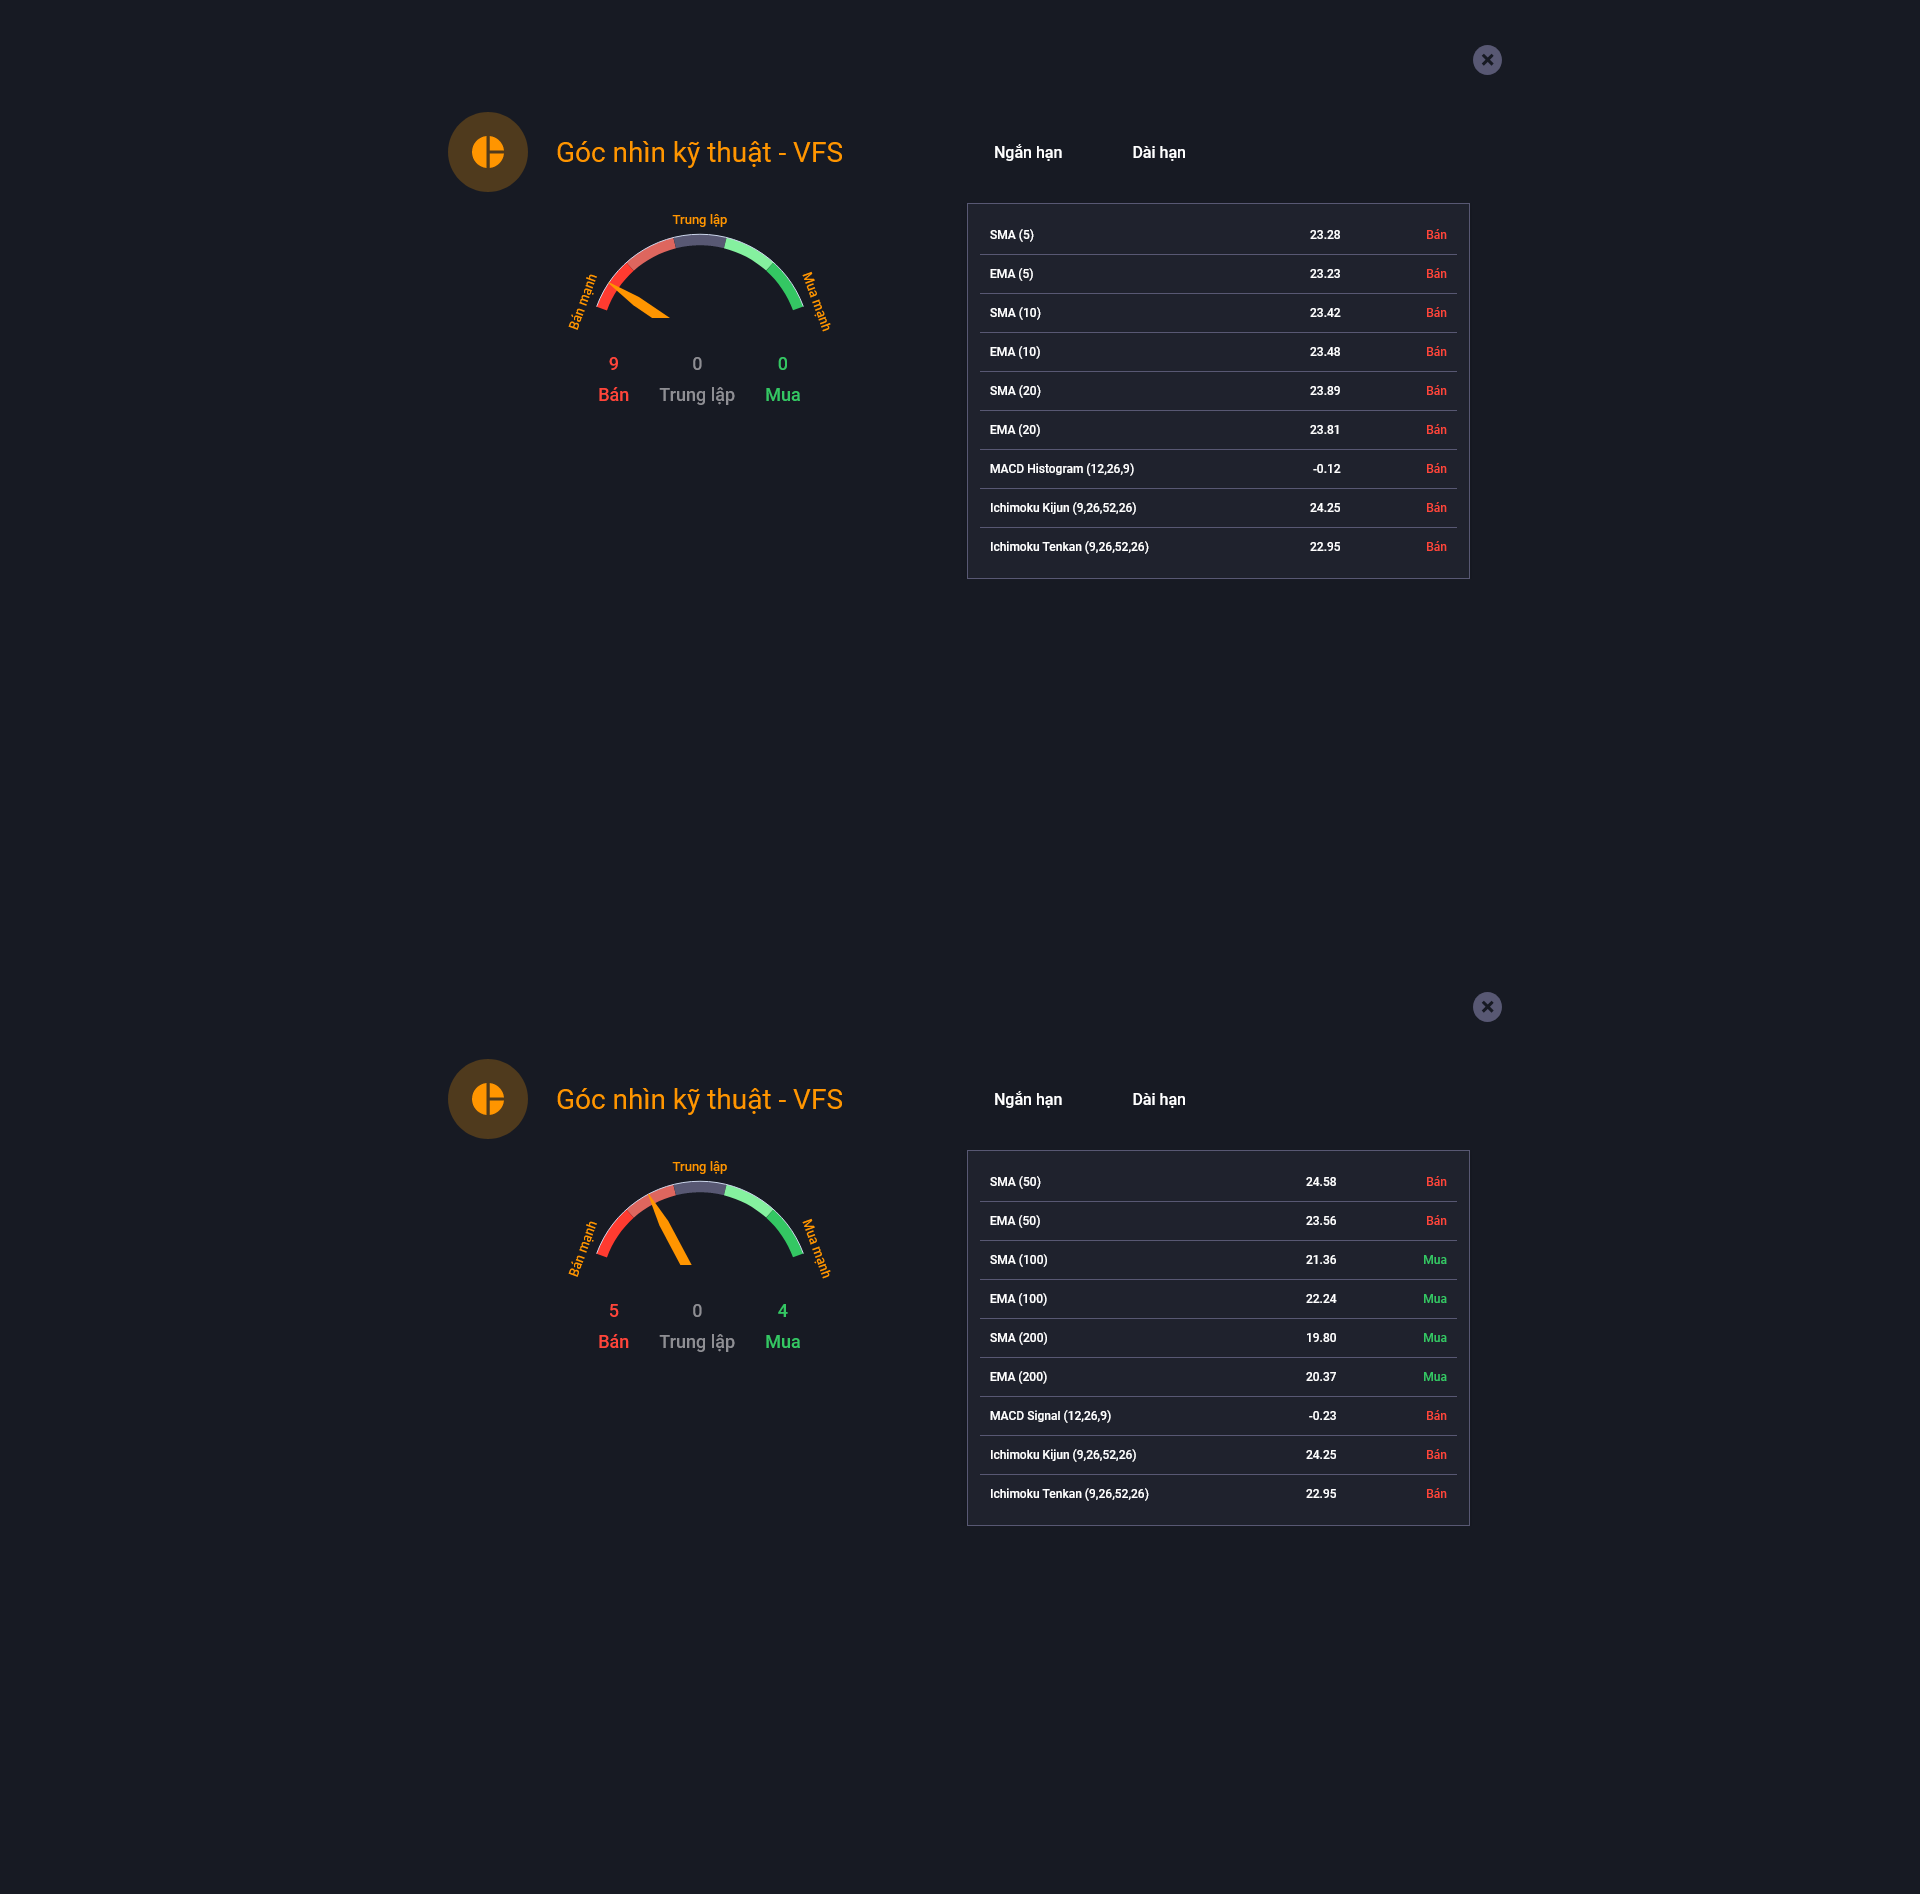 Góc nhìn kỹ thuật - VFS
Ngắn hạn Dài hạn
Trung lập
Bán mạnh
Mua mạnh
9 0 0
Bán Trung lập Mua
SMA (5) 23.28 Bán
EMA (5) 23.23 Bán
SMA (10) 23.42 Bán
EMA (10) 23.48 Bán
SMA (20) 23.89 Bán
EMA (20) 23.81 Bán
MACD Histogram (12,26,9) -0.12 Bán
Ichimoku Kijun (9,26,52,26) 24.25 Bán
Ichimoku Tenkan (9,26,52,26) 22.95 Bán
Góc nhìn kỹ thuật - VFS
Ngắn hạn Dài hạn
Trung lập
Bán mạnh
Mua mạnh
5 0 4
Bán Trung lập Mua
SMA (50) 24.58 Bán
EMA (50) 23.56 Bán
SMA (100) 21.36 Mua
EMA (100) 22.24 Mua
SMA (200) 19.80 Mua
EMA (200) 20.37 Mua
MACD Signal (12,26,9) -0.23 Bán
Ichimoku Kijun (9,26,52,26) 24.25 Bán
Ichimoku Tenkan (9,26,52,26) 22.95 Bán